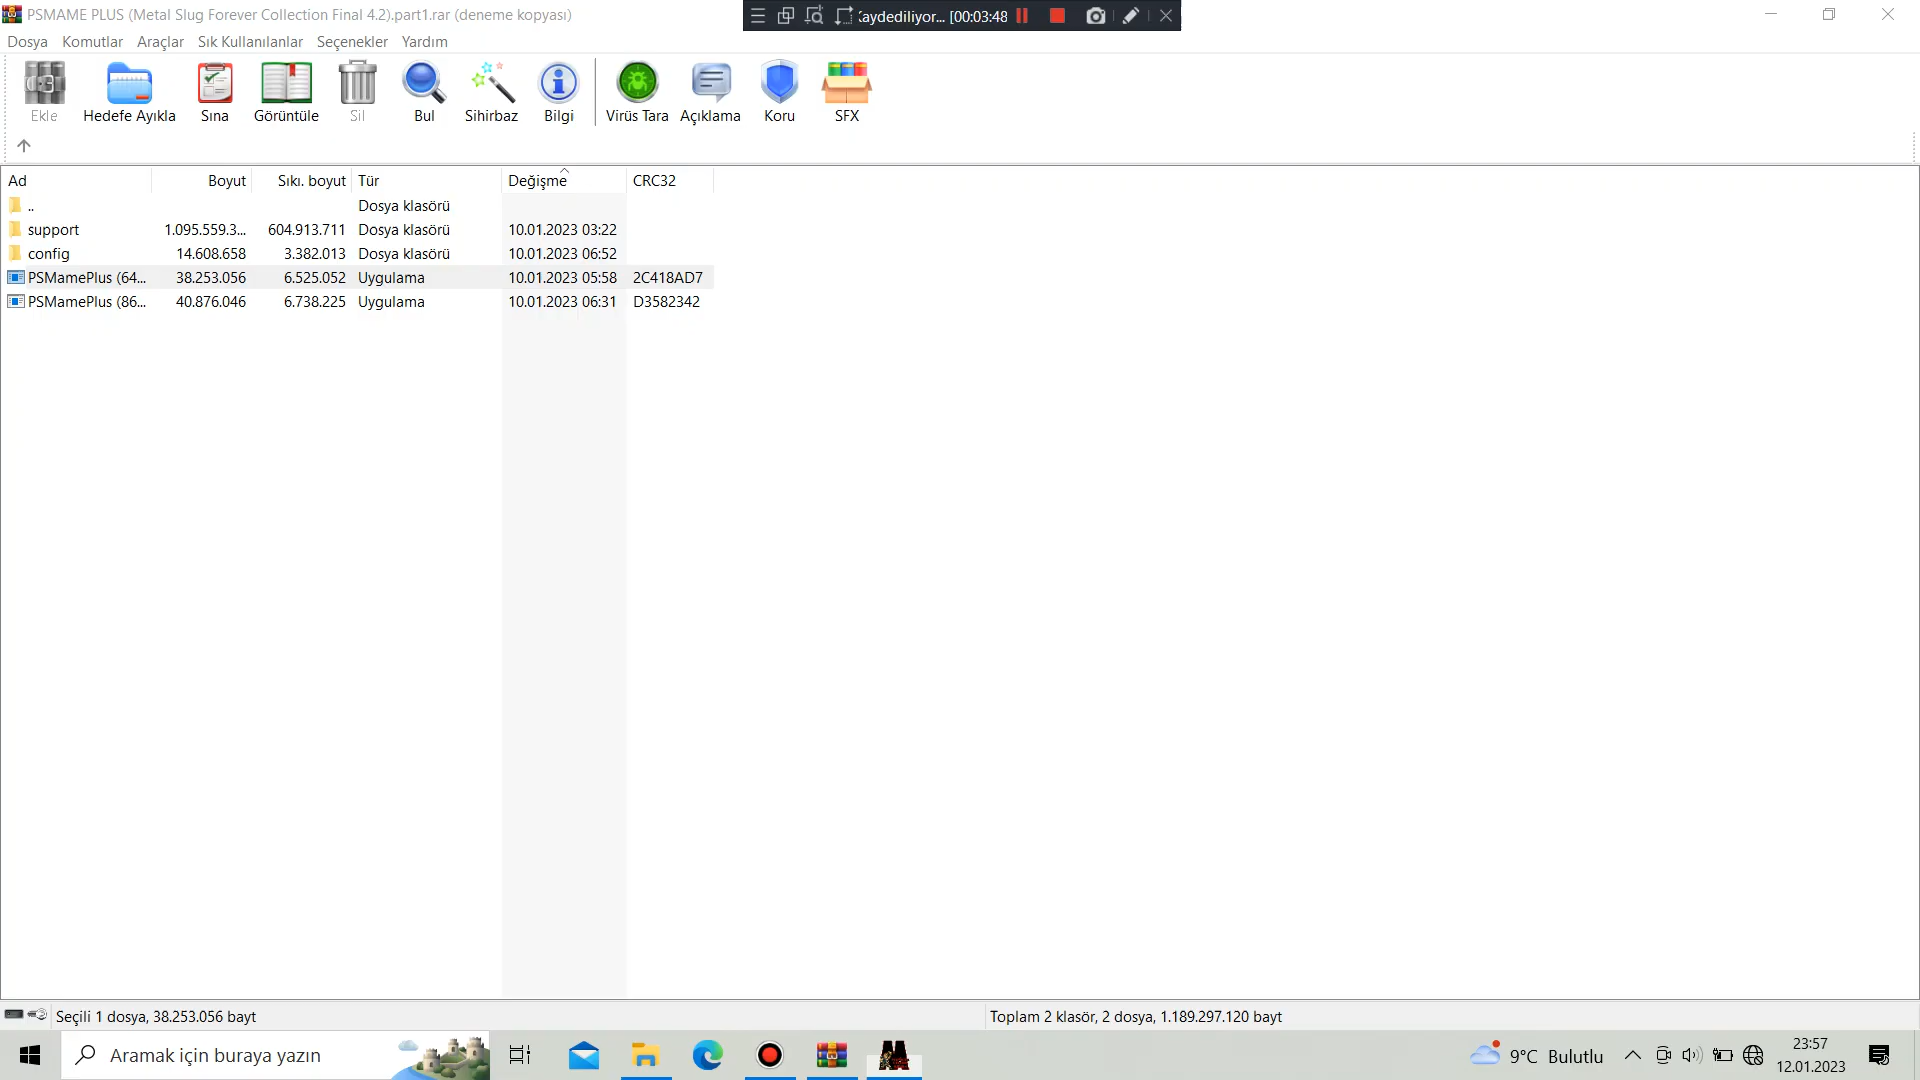 PSMAME PLUS (Metal Slug Forever Collection Final 4.2).part1.rar (deneme kopyası)
aydediliyor... [00:03:48
Dosya Komutlar Araçlar Sık Kullanılanlar Seçenekler Yardım
Ekle Hedefe Ayıkla Sına Görüntüle Sil Bul Sihirbaz Bilgi Virüs Tara Açıklama Koru SFX
Ad Boyut Sıkı. boyut Tür Değişme CRC32
.. Dosya klasörü
support 1.095.559.3... 604.913.711 Dosya klasörü 10.01.2023 03:22
config 14.608.658 3.382.013 Dosya klasörü 10.01.2023 06:52
PSMamePlus (64... 38.253.056 6.525.052 Uygulama 10.01.2023 05:58 2C418AD7
PSMamePlus (86... 40.876.046 6.738.225 Uygulama 10.01.2023 06:31 D3582342
Seçili 1 dosya, 38.253.056 bayt
Toplam 2 klasör, 2 dosya, 1.189.297.120 bayt
Aramak için buraya yazın
9°C Bulutlu
23:57
12.01.2023